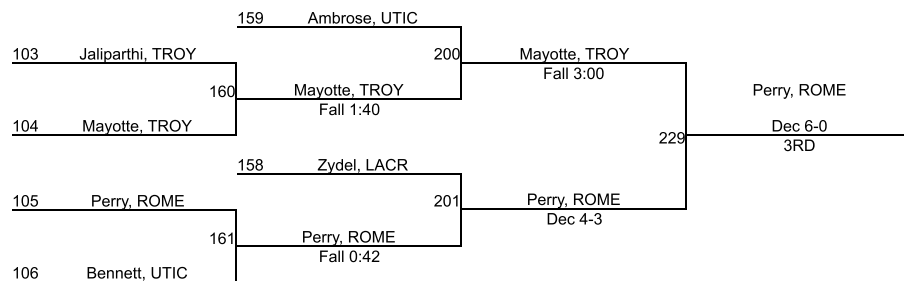 159 Ambrose, UTIC
103 Jaliparthi, TROY
200 Mayotte, TROY
Fall 3:00
160 Mayotte, TROY
Fall 1:40
Perry, ROME
104 Mayotte, TROY
Dec 6-0
229
3RD
158 Zydel, LACR
105 Perry, ROME
201 Perry, ROME
Dec 4-3
161 Perry, ROME
Fall 0:42
106 Bennett, UTIC